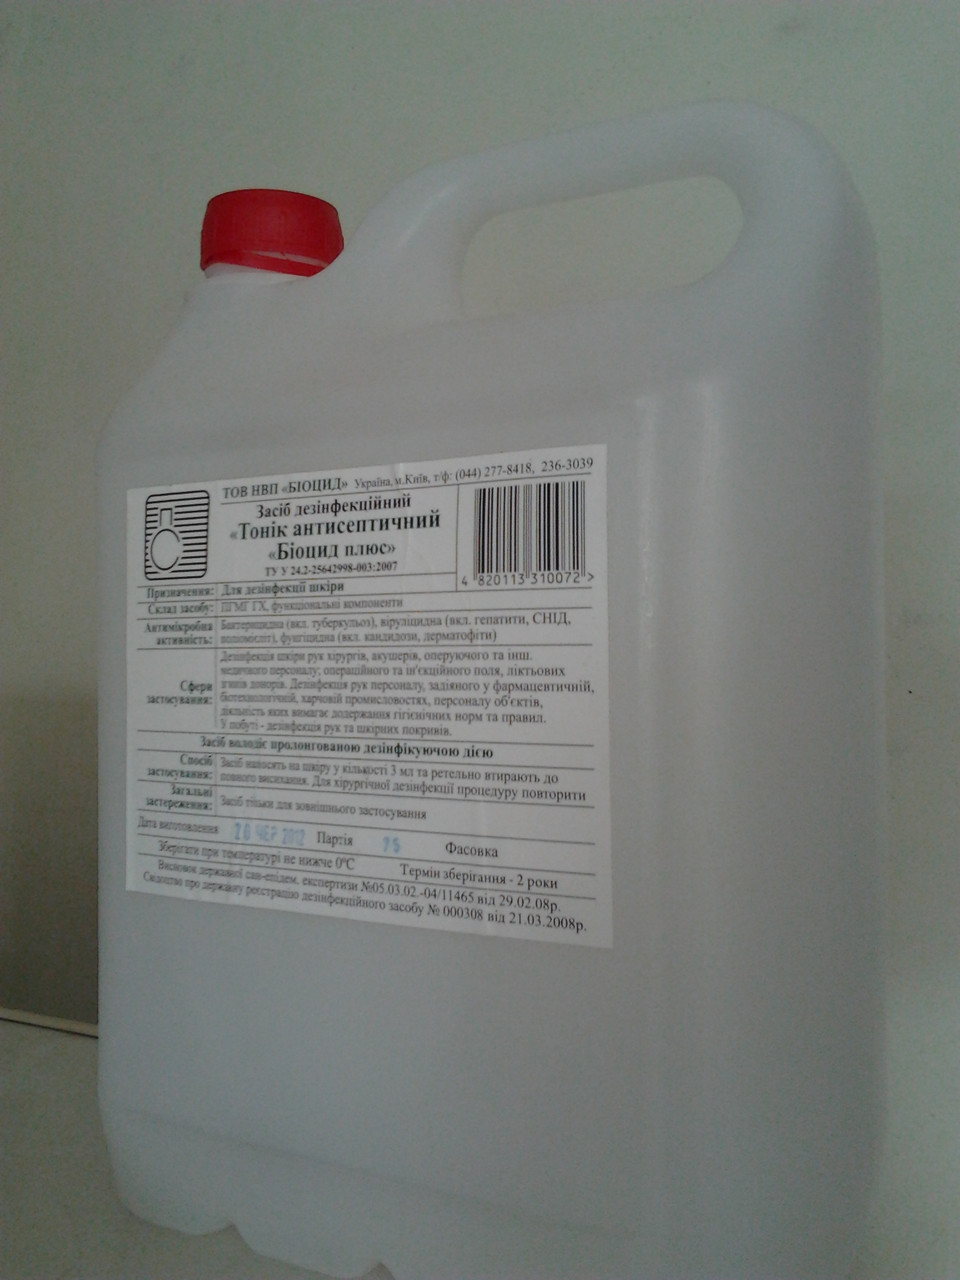 ТОВ НВП «БІОЦИД» Україна, м.Київ, т/ф: (044) 277-8418, 236-3039
Засіб дезінфекційний
«Тонік антисептичний
«Біоцид плюс»
ТУ У 24.2-25642998-003:2007
4 820113 310072 >
Призначення: Для дезінфекції шкіри
Склад засобу: ПГМГ ГХ, функціональні компоненти
Антимікробна активність: Бактерицидна (вкл. туберкульоз), віруліцидна (вкл. гепатити, СНІД,
поліомієліт), фунгіцидна (вкл. кандидози, дерматофіти)
Сфери застосування: Дезінфекція шкіри рук хірургів, акушерів, оперуючого та інш.
медичного персоналу; операційного та ін'єкційного поля, ліктьових
згинів донорів. Дезінфекція рук персоналу, задіяного у фармацевтичній,
біотехнологічній, харчовій промисловостях, персоналу об'єктів,
діяльність яких вимагає додержання гігієнічних норм та правил.
У побуті - дезінфекція рук та шкірних покривів.
Засіб володіє пролонгованою дезінфікуючою дією
Спосіб застосування: Засіб наносять на шкіру у кількості 3 мл та ретельно втирають до
повного висихання. Для хірургічної дезінфекції процедуру повторити
Загальні застереження: Засіб тільки для зовнішнього застосування
Дата виготовлення 20 ЧЕР 2012 Партія 75 Фасовка
Зберігати при температурі не нижче 0°С Термін зберігання - 2 роки
Висновок державної сан-епідем. експертизи №05.03.02.-04/11465 від 29.02.08р.
Свідоцтво про державну реєстрацію дезінфекційного засобу № 000308 від 21.03.2008р.